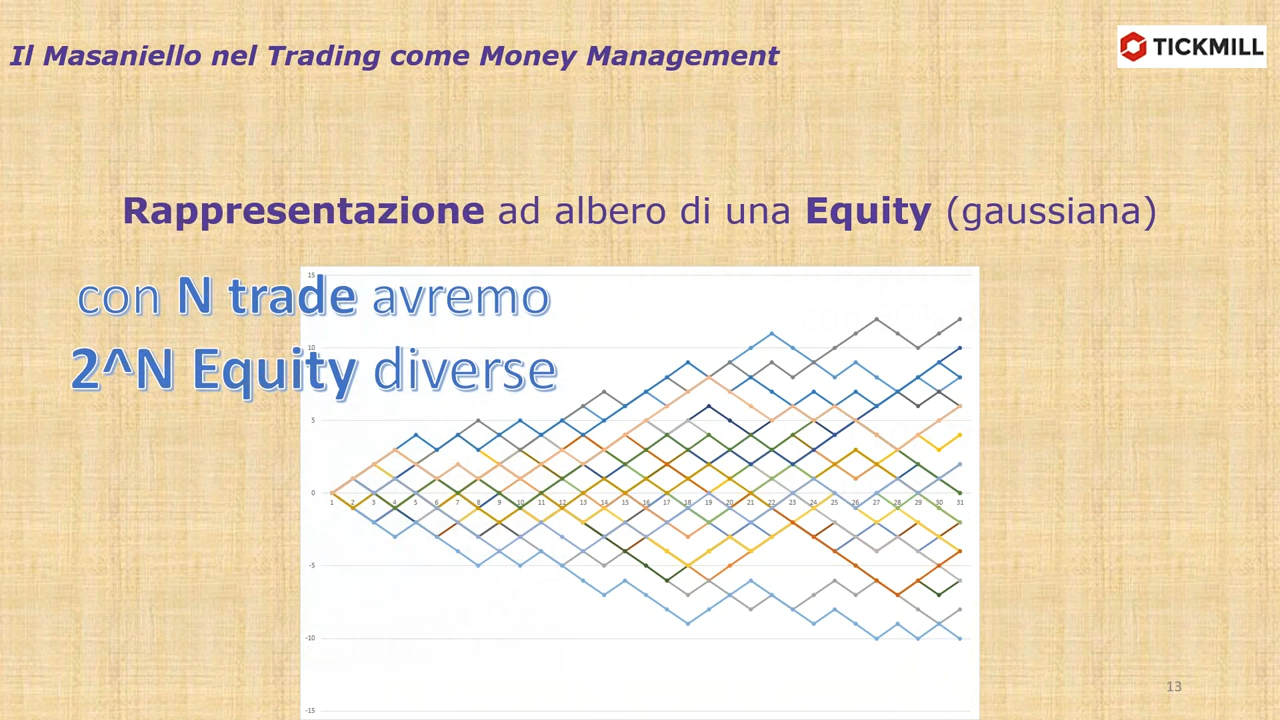 Il Masaniello nel Trading come Money Management
TICKMILL
Rappresentazione ad albero di una Equity (gaussiana)
con N trade avremo
2^N Equity diverse
15
10
5
0
-5
-10
-15
1 2 3 4 5 6 7 8 9 10 11 12 13 14 15 16 17 18 19 20 21 22 23 24 25 26 27 28 29 30 31
13